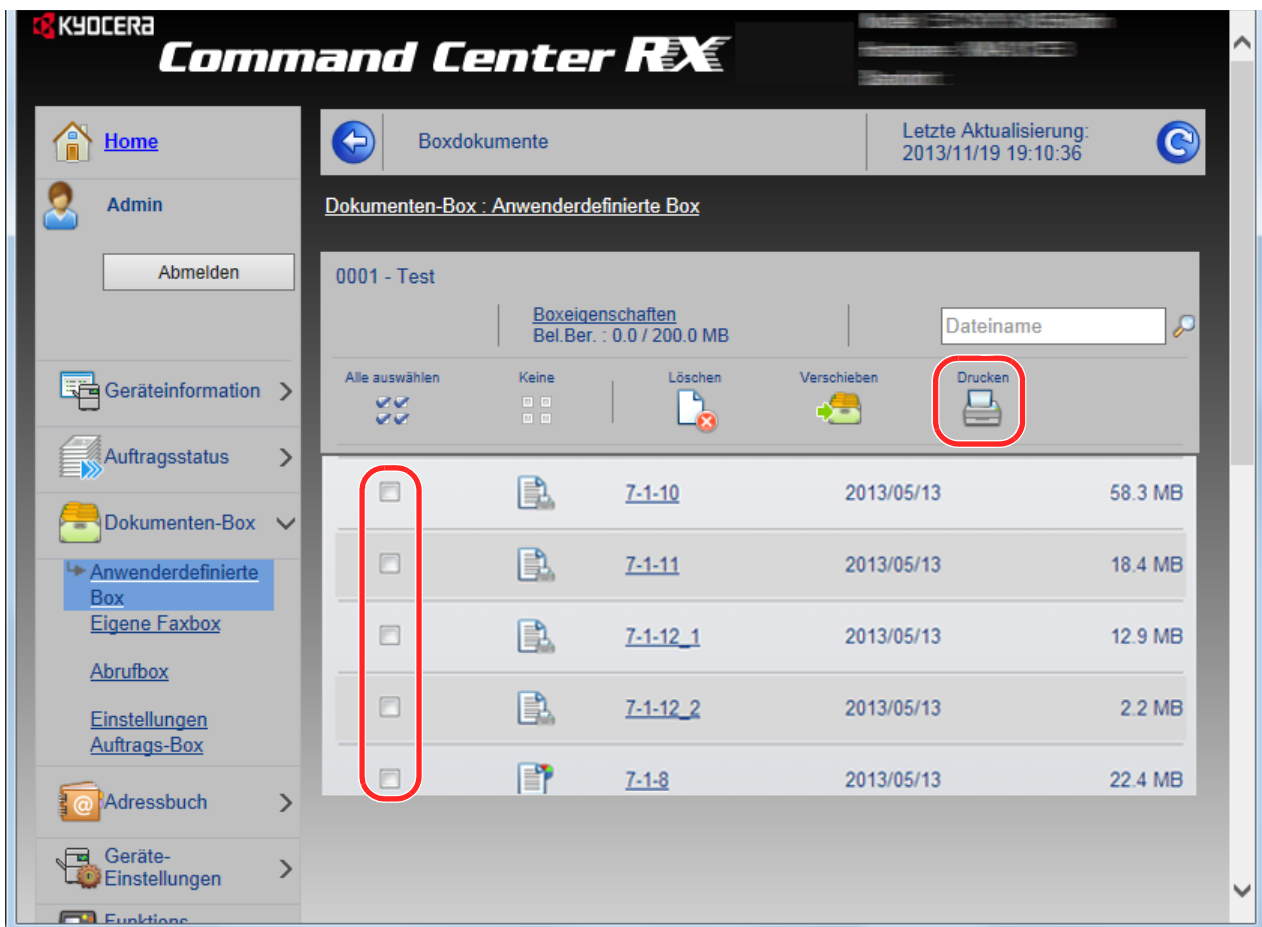 KYOCERA
Command Center RX
Home
Boxdokumente
Letzte Aktualisierung:
2013/11/19 19:10:36
Admin
Dokumenten-Box : Anwenderdefinierte Box
Abmelden
0001 - Test
Boxeigenschaften
Bel.Ber. : 0.0 / 200.0 MB
Dateiname
Alle auswählen
Keine
Löschen
Verschieben
Drucken
Geräteinformation
Auftragsstatus
Dokumenten-Box
Anwenderdefinierte
Box
Eigene Faxbox
Abrufbox
Einstellungen
Auftrags-Box
Adressbuch
Geräte-
Einstellungen
Funktions
7-1-10 2013/05/13 58.3 MB
7-1-11 2013/05/13 18.4 MB
7-1-12_1 2013/05/13 12.9 MB
7-1-12_2 2013/05/13 2.2 MB
7-1-8 2013/05/13 22.4 MB